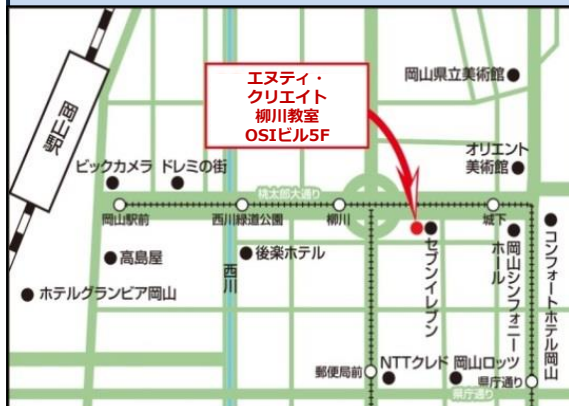 エヌティ・
クリエイト
柳川教室
OSIビル5F
岡山県立美術館
岡山駅
オリエント
美術館
ビックカメラ
ドレミの街
桃太郎大通り
岡山駅前
西川緑道公園
柳川
城下
高島屋
後楽ホテル
西川
セブンイレブン
岡山シンフォニー
ホール
コンフォートホテル岡山
ホテルグランビア岡山
郵便局前
NTTクレド
岡山ロッツ
県庁通り
県庁通り